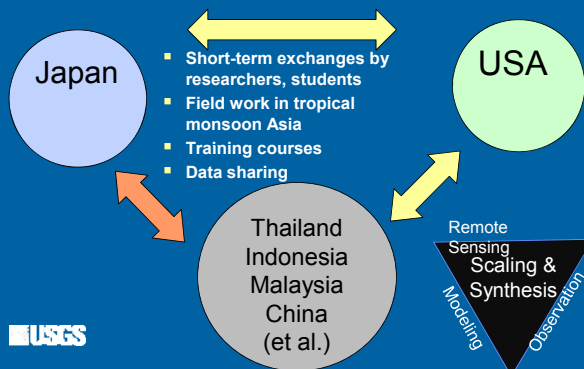 Japan
USA
Short-term exchanges by
researchers, students
Field work in tropical
monsoon Asia
Training courses
Data sharing
Thailand
Indonesia
Malaysia
China
(et al.)
Remote
Sensing
Scaling &
Synthesis
Modeling
Observation
USGS